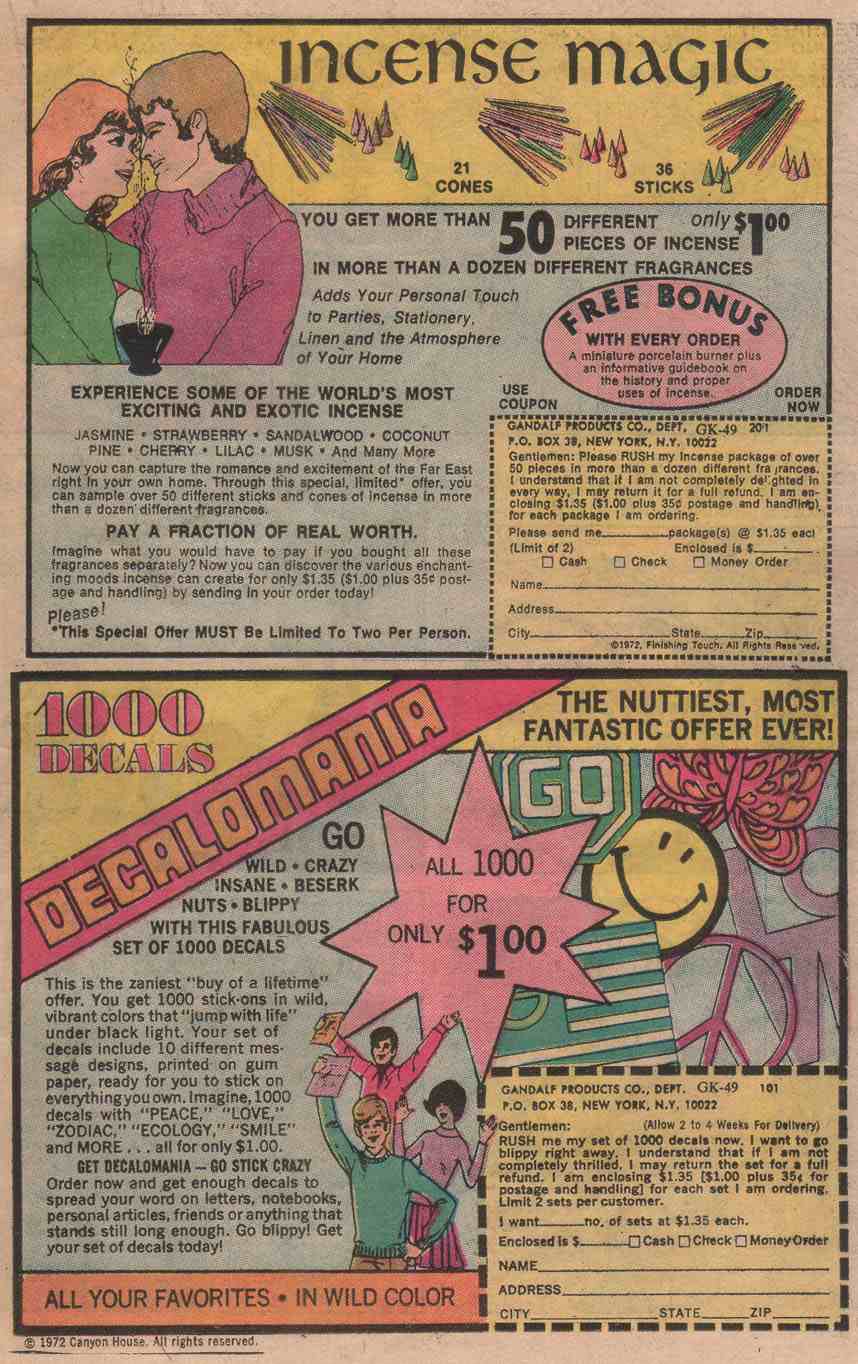 INCENSE MAGIC
21
CONES
36
STICKS
YOU GET MORE THAN 50 DIFFERENT only $100
PIECES OF INCENSE
IN MORE THAN A DOZEN DIFFERENT FRAGRANCES
Adds Your Personal Touch
to Parties, Stationery,
Linen and the Atmosphere
of Your Home
FREE BONUS
WITH EVERY ORDER
A miniature porcelain burner plus
an informative guidebook on
the history and proper
uses of incense.
USE
COUPON
ORDER
NOW
EXPERIENCE SOME OF THE WORLD'S MOST
EXCITING AND EXOTIC INCENSE
JASMINE • STRAWBERRY • SANDALWOOD • COCONUT
PINE • CHERRY • LILAC • MUSK • And Many More
Now you can capture the romance and excitement of the Far East
right in your own home. Through this special, limited* offer, you
can sample over 50 different sticks and cones of incense in more
than a dozen different fragrances.
PAY A FRACTION OF REAL WORTH.
Imagine what you would have to pay if you bought all these
fragrances separately? Now you can discover the various enchant-
ing moods incense can create for only $1.35 ($1.00 plus 35¢ post-
age and handling) by sending in your order today!
Please!
*This Special Offer MUST Be Limited To Two Per Person.
GANDALF PRODUCTS CO., DEPT. GK-49 201
P.O. BOX 38, NEW YORK, N.Y. 10022
Gentlemen: Please RUSH my Incense package of over
50 pieces in more than a dozen different fragrances.
I understand that if I am not completely delighted in
every way, I may return it for a full refund. I am en-
closing $1.35 ($1.00 plus 35¢ postage and handling),
for each package I am ordering.
Please send me______package(s) @ $1.35 each
(Limit of 2) Enclosed is $______.
☐ Cash ☐ Check ☐ Money Order
Name______
Address______
City______State______Zip______
©1972, Finishing Touch. All Rights Reserved.
1000
DECALS
DECALOMANIA
THE NUTTIEST, MOST
FANTASTIC OFFER EVER!
GO
WILD • CRAZY
INSANE • BESERK
NUTS • BLIPPY
WITH THIS FABULOUS
SET OF 1000 DECALS
ALL 1000
FOR
ONLY $100
GO
This is the zaniest "buy of a lifetime"
offer. You get 1000 stick-ons in wild,
vibrant colors that "jump with life"
under black light. Your set of
decals include 10 different mes-
sage designs, printed on gum
paper, ready for you to stick on
everything you own. Imagine, 1000
decals with "PEACE," "LOVE,"
"ZODIAC," "ECOLOGY," "SMILE"
and MORE . . . all for only $1.00.
GET DECALOMANIA — GO STICK CRAZY
Order now and get enough decals to
spread your word on letters, notebooks,
personal articles, friends or anything that
stands still long enough. Go blippy! Get
your set of decals today!
ALL YOUR FAVORITES • IN WILD COLOR
GANDALF PRODUCTS CO., DEPT. GK-49 101
P.O. BOX 38, NEW YORK, N.Y. 10022
Gentlemen: (Allow 2 to 4 Weeks For Delivery)
RUSH me my set of 1000 decals now. I want to go
blippy right away. I understand that if I am not
completely thrilled, I may return the set for a full
refund. I am enclosing $1.35 [$1.00 plus 35¢ for
postage and handling] for each set I am ordering.
Limit 2 sets per customer.
I want______no. of sets at $1.35 each.
Enclosed is $______☐ Cash ☐ Check ☐ Money Order
NAME______
ADDRESS______
CITY______STATE______ZIP______
© 1972 Canyon House. All rights reserved.